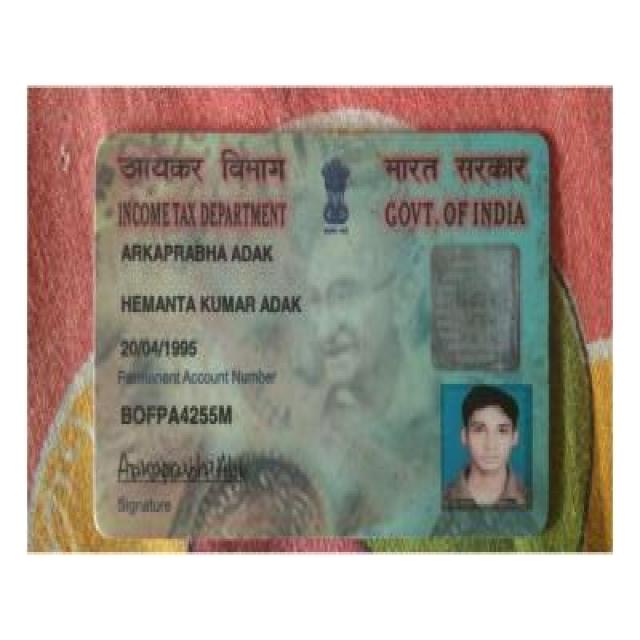 आयकर विभाग
INCOME TAX DEPARTMENT
भारत सरकार
GOVT. OF INDIA
ARKAPRABHA ADAK
HEMANTA KUMAR ADAK
20/04/1995
Permanent Account Number
BOFPA4255M
Signature